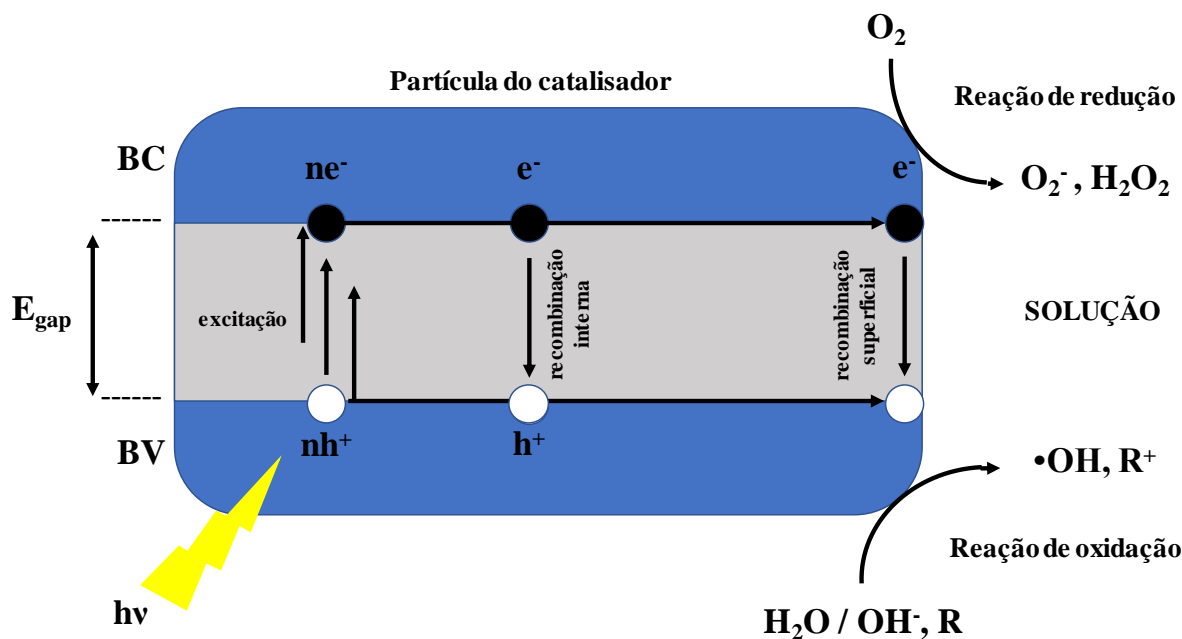 O₂
Partícula do catalisador
Reação de redução
BC
ne⁻
e⁻
e⁻
O₂⁻ , H₂O₂
E_gap
excitação
recombinação
interna
recombinação
superficial
SOLUÇÃO
BV
nh⁺
h⁺
•OH, R⁺
Reação de oxidação
hν
H₂O / OH⁻, R